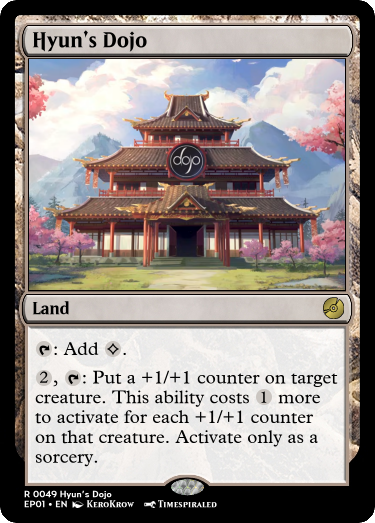 Hyun's Dojo
dojo
Land
: Add .
2, : Put a +1/+1 counter on target
creature. This ability costs 1 more
to activate for each +1/+1 counter
on that creature. Activate only as a
sorcery.
R 0049 Hyun's Dojo
EP01 • EN KeroKrow Timespiraled